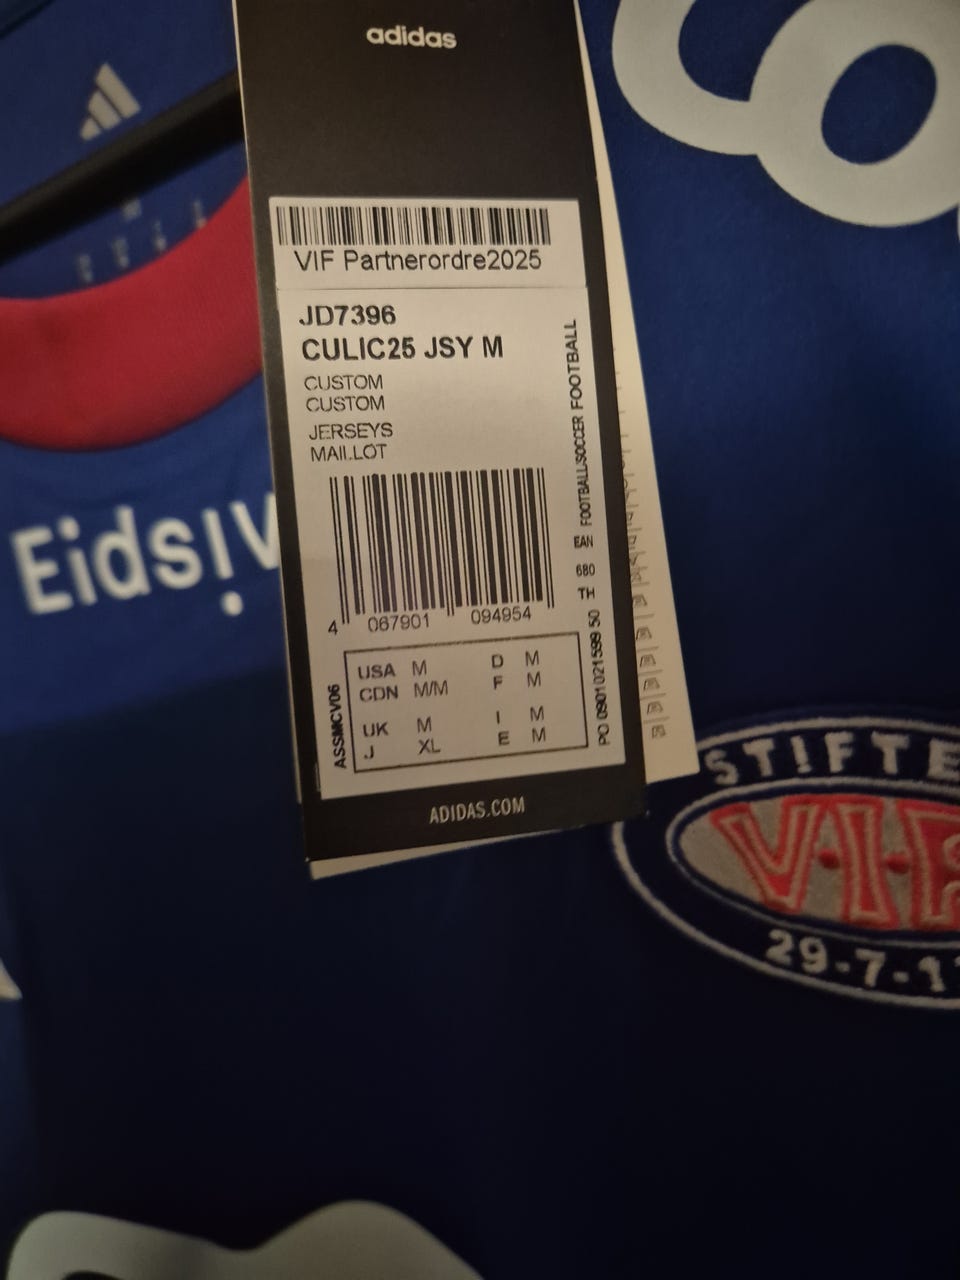 adidas
VIF Partnerordre2025
JD7396
CULIC25 JSY M
CUSTOM
CUSTOM
JERSEYS
MAILLOT
4 067901 094954
FOOTBALL/SOCCER FOOTBALL
EAN
680
TH
PO 0901021599 50
ASSMCV06
USA M D M
CDN M/M F M
UK M I M
J XL E M
ADIDAS.COM
Eids!v
ST!FTE
V·I·F
29-7-1